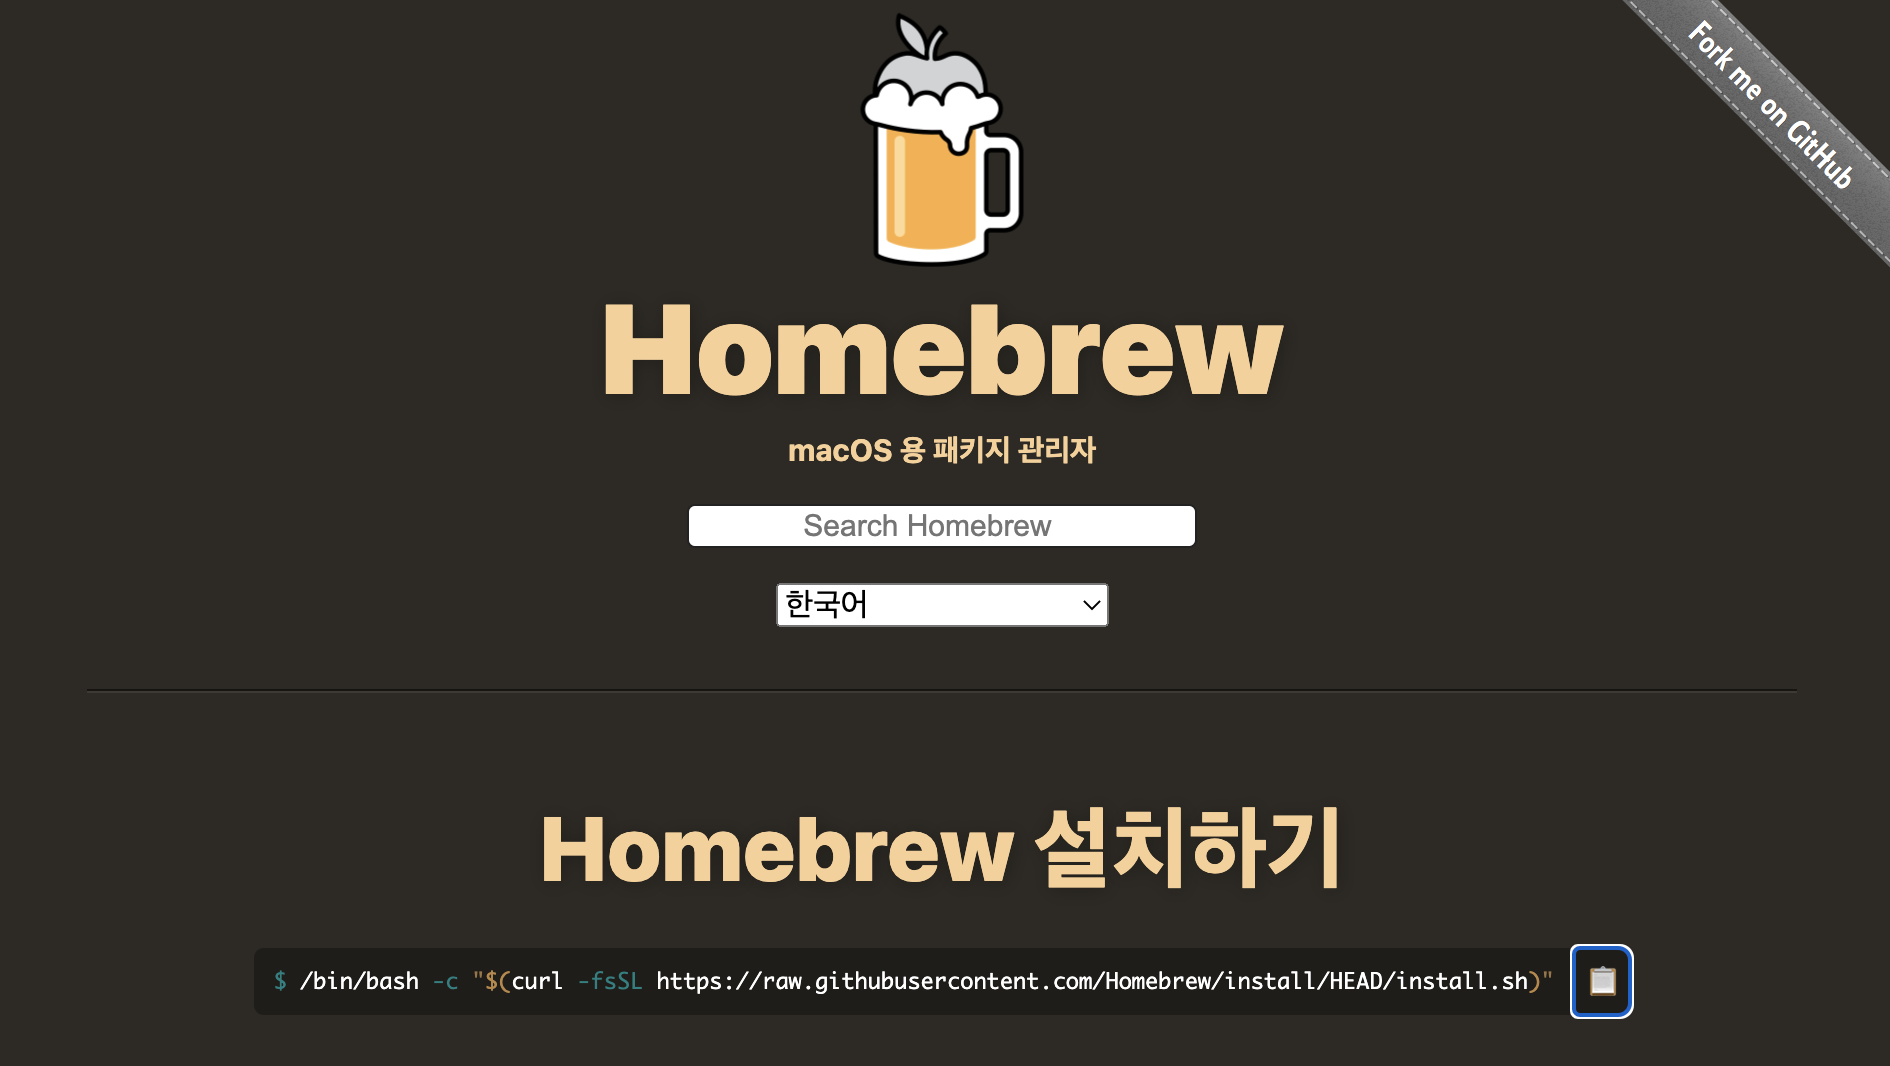 Fork me on GitHub
Homebrew
macOS 용 패키지 관리자
Search Homebrew
한국어
Homebrew 설치하기
$ /bin/bash -c "$(curl -fsSL https://raw.githubusercontent.com/Homebrew/install/HEAD/install.sh)"